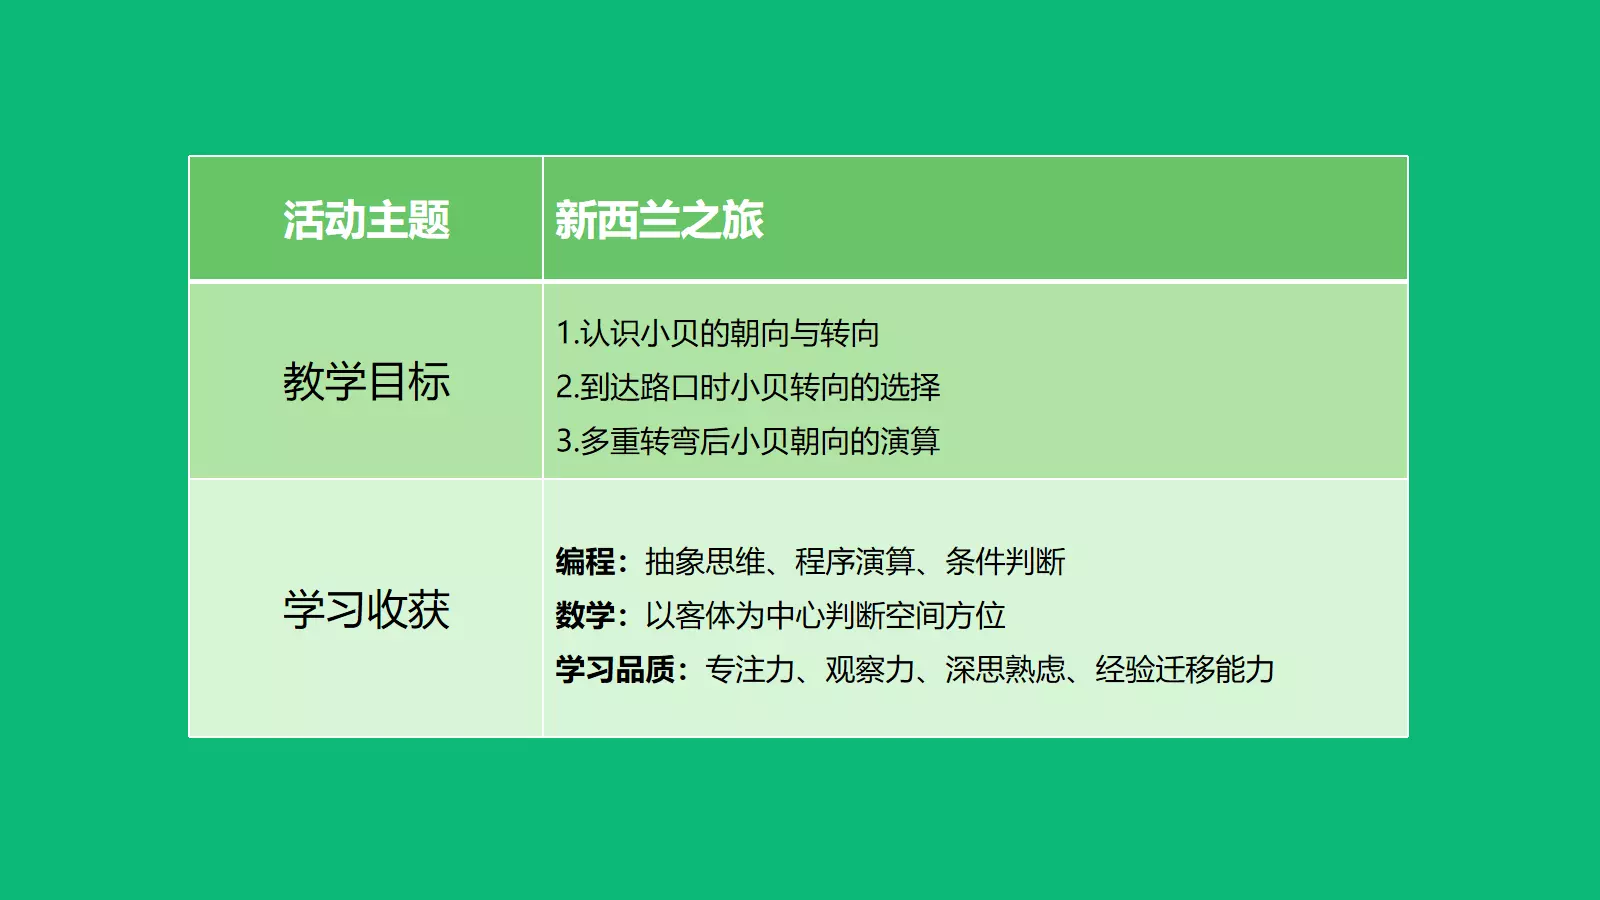 活动主题
新西兰之旅
教学目标
1.认识小贝的朝向与转向
2.到达路口时小贝转向的选择
3.多重转弯后小贝朝向的演算
学习收获
编程：抽象思维、程序演算、条件判断
数学：以客体为中心判断空间方位
学习品质：专注力、观察力、深思熟虑、经验迁移能力